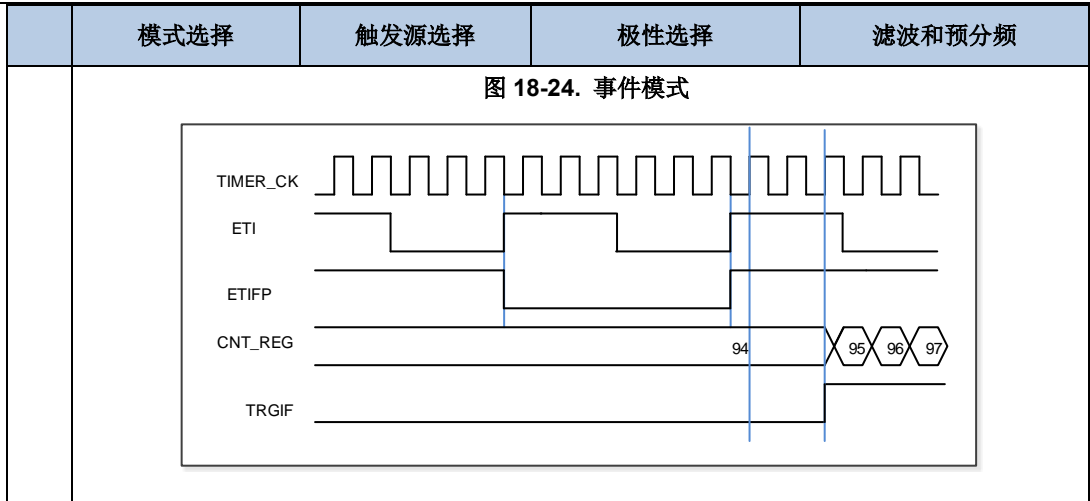 模式选择 触发源选择 极性选择 滤波和预分频
图 18-24. 事件模式
TIMER_CK
ETI
ETIFP
CNT_REG 94 95 96 97
TRGIF